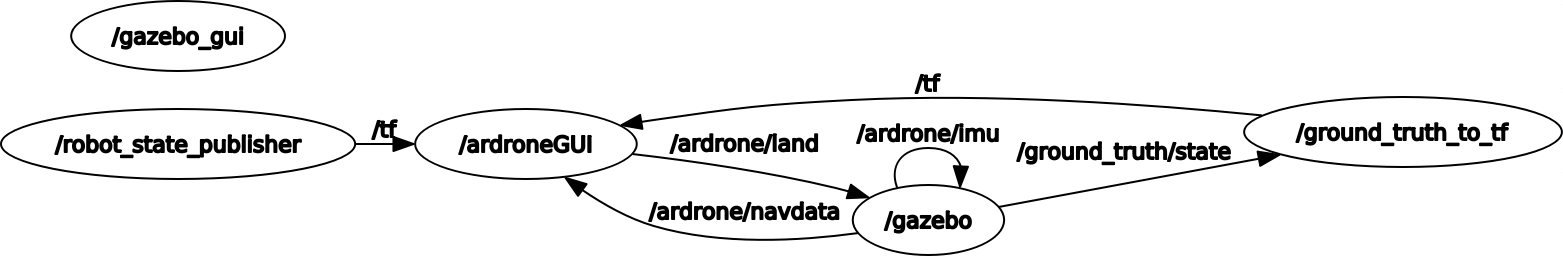 /gazebo_gui
/tf
/robot_state_publisher
/tf
/ardroneGUI
/ardrone/land
/ardrone/imu
/ground_truth/state
/ground_truth_to_tf
/ardrone/navdata
/gazebo